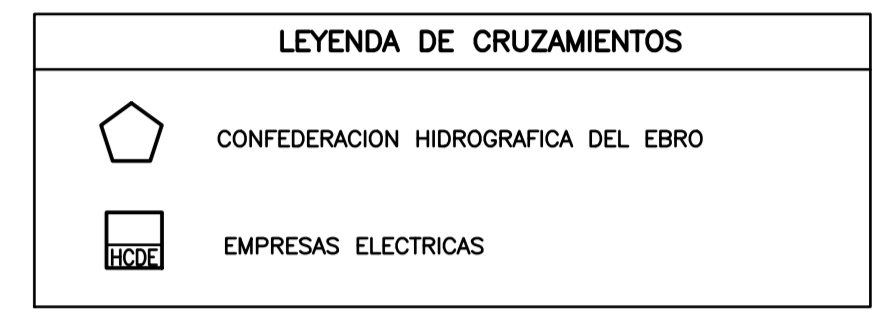 LEYENDA DE CRUZAMIENTOS
CONFEDERACION HIDROGRAFICA DEL EBRO
HCDE
EMPRESAS ELECTRICAS